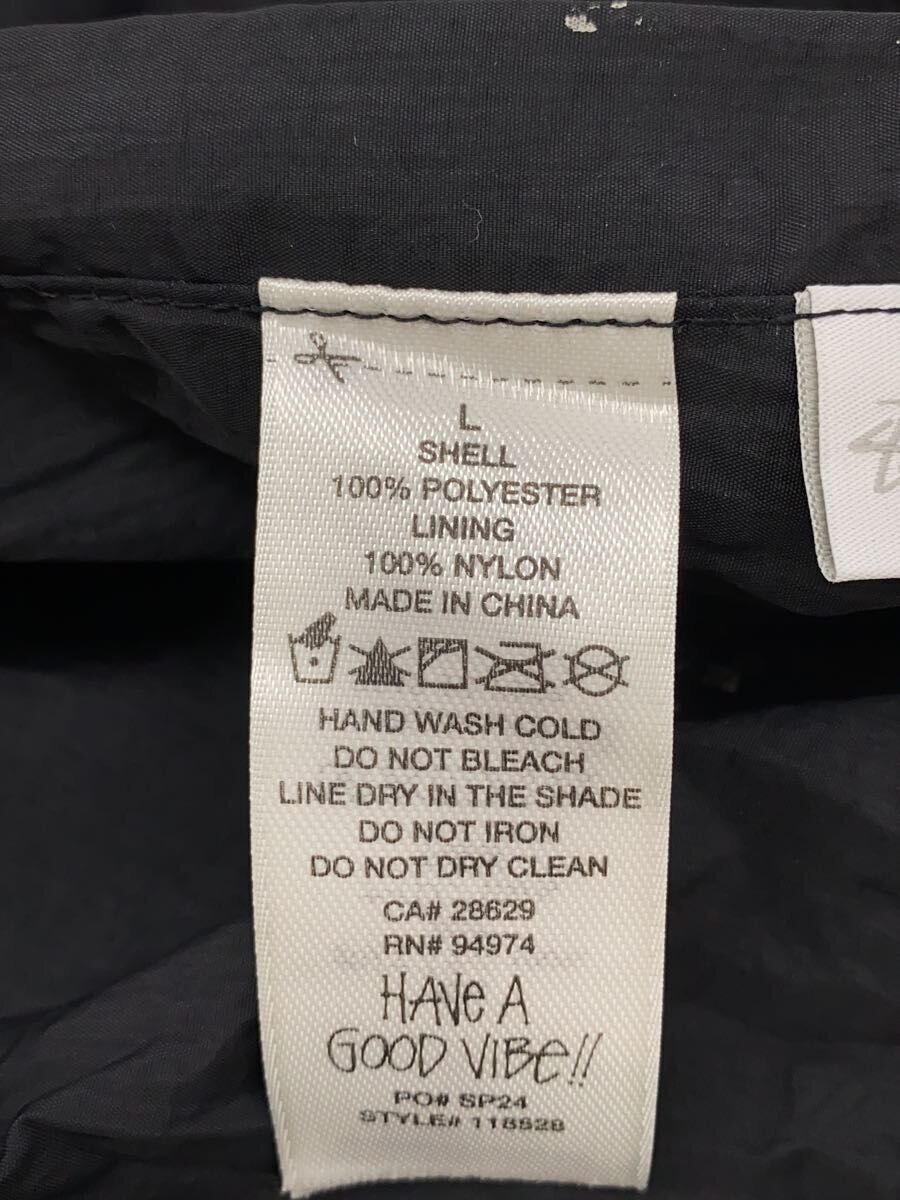 L
SHELL
100% POLYESTER
LINING
100% NYLON
MADE IN CHINA
HAND WASH COLD
DO NOT BLEACH
LINE DRY IN THE SHADE
DO NOT IRON
DO NOT DRY CLEAN
CA# 28629
RN# 94974
HAVE A
GOOD VIBE!!
PO# SP24
STYLE#